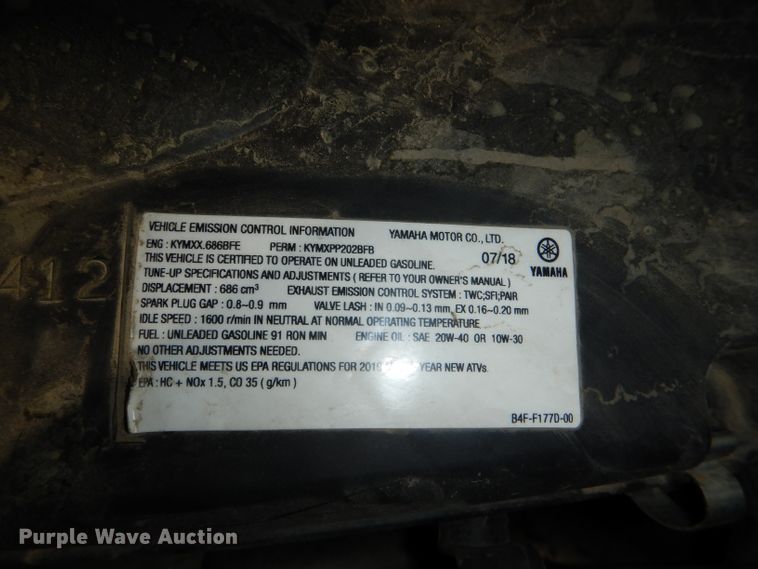 VEHICLE EMISSION CONTROL INFORMATION YAMAHA MOTOR CO., LTD.
ENG : KYMXX.686BFE PERM : KYMXPP202BFB 07/18
THIS VEHICLE IS CERTIFIED TO OPERATE ON UNLEADED GASOLINE.
YAMAHA
TUNE-UP SPECIFICATIONS AND ADJUSTMENTS ( REFER TO YOUR OWNER'S MANUAL )
DISPLACEMENT : 686 cm³ EXHAUST EMISSION CONTROL SYSTEM : TWC;SFI;PAIR
SPARK PLUG GAP : 0.8~0.9 mm VALVE LASH : IN 0.09~0.13 mm, EX 0.16~0.20 mm
IDLE SPEED : 1600 r/min IN NEUTRAL AT NORMAL OPERATING TEMPERATURE
FUEL : UNLEADED GASOLINE 91 RON MIN ENGINE OIL : SAE 20W-40 OR 10W-30
NO OTHER ADJUSTMENTS NEEDED.
THIS VEHICLE MEETS US EPA REGULATIONS FOR 2019 YEAR NEW ATVs.
EPA : HC + NOx 1.5, CO 35 ( g/km )
B4F-F177D-00
412
Purple Wave Auction